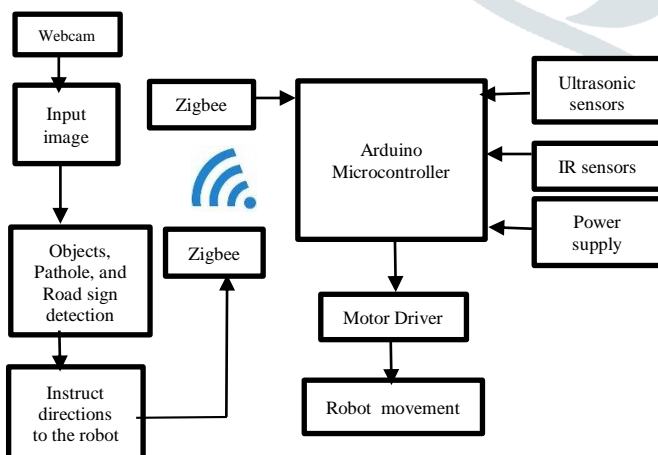 Webcam
Input
image
Objects,
Pathole, and
Road sign
detection
Instruct
directions
to the robot
Zigbee
Zigbee
Arduino
Microcontroller
Motor Driver
Robot movement
Ultrasonic
sensors
IR sensors
Power
supply